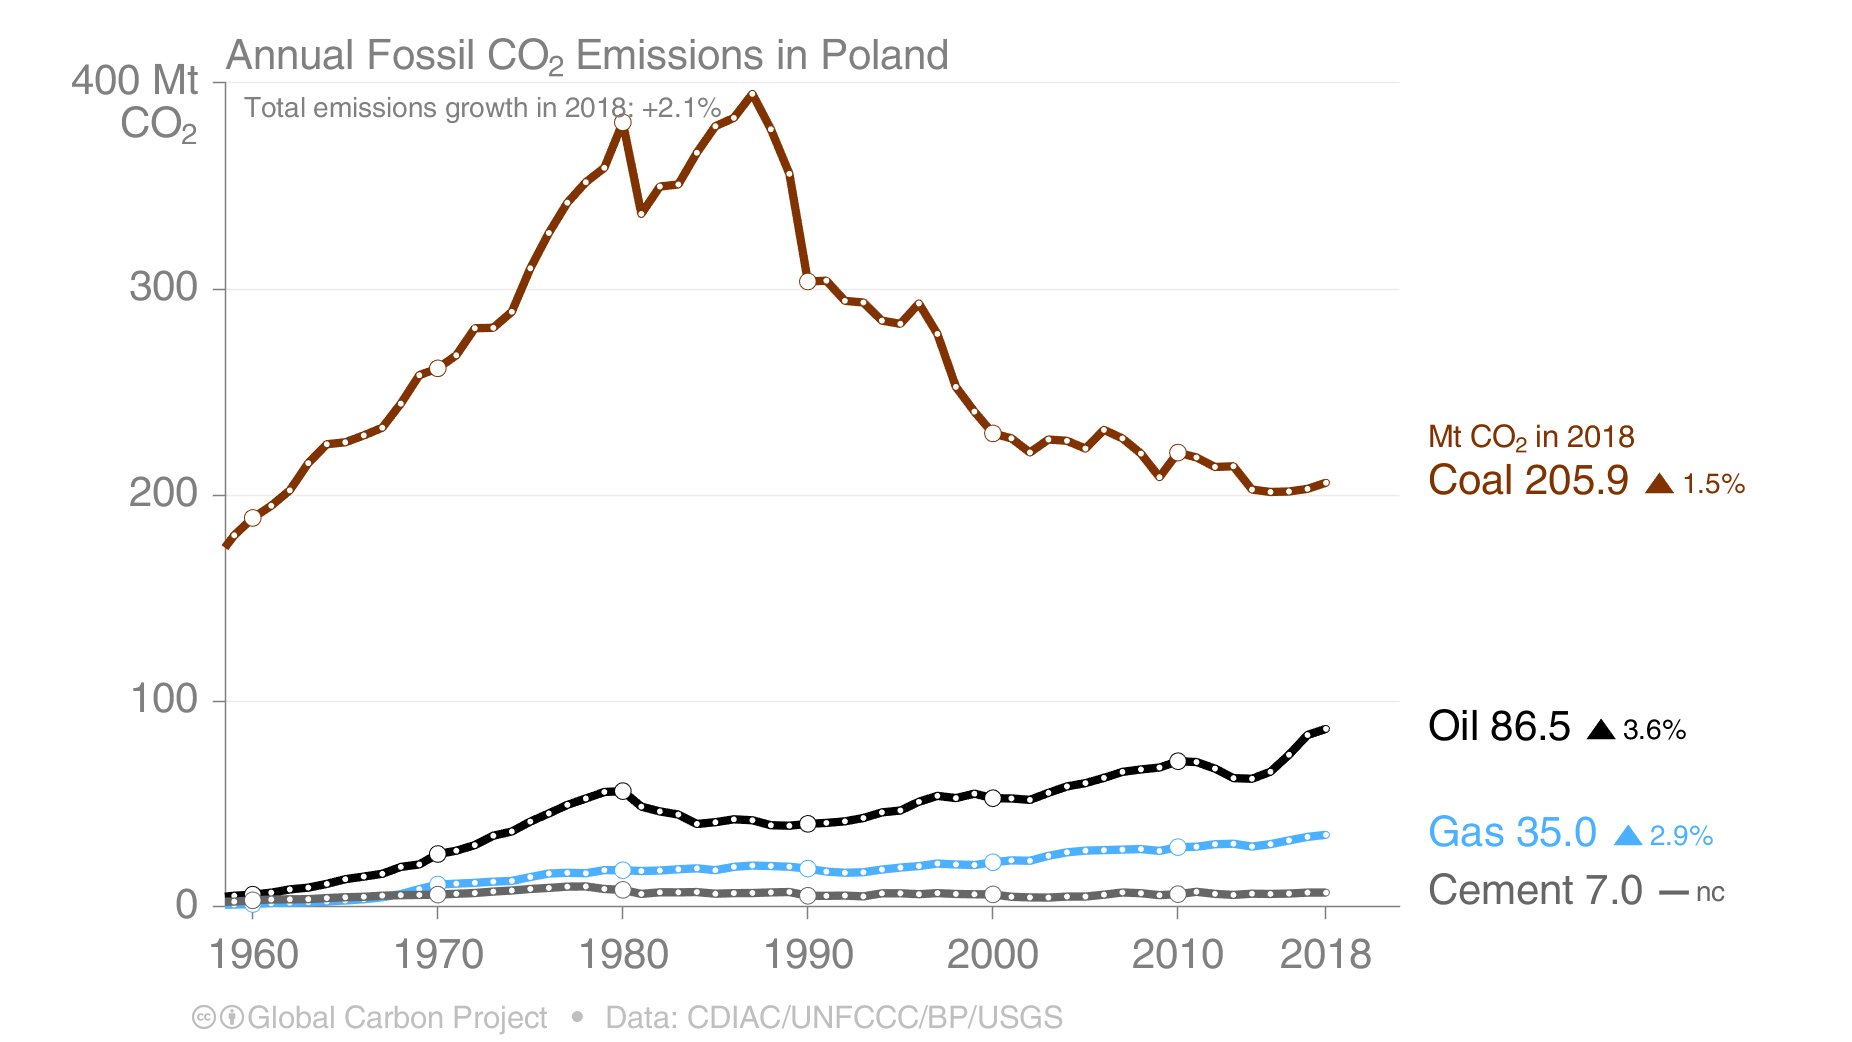 Annual Fossil CO₂ Emissions in Poland
400 Mt
CO₂
Total emissions growth in 2018: +2.1%
300
200
100
0
Mt CO₂ in 2018
Coal 205.9 ▲ 1.5%
Oil 86.5 ▲ 3.6%
Gas 35.0 ▲ 2.9%
Cement 7.0 — nc
1960 1970 1980 1990 2000 2010 2018
cc Global Carbon Project • Data: CDIAC/UNFCCC/BP/USGS